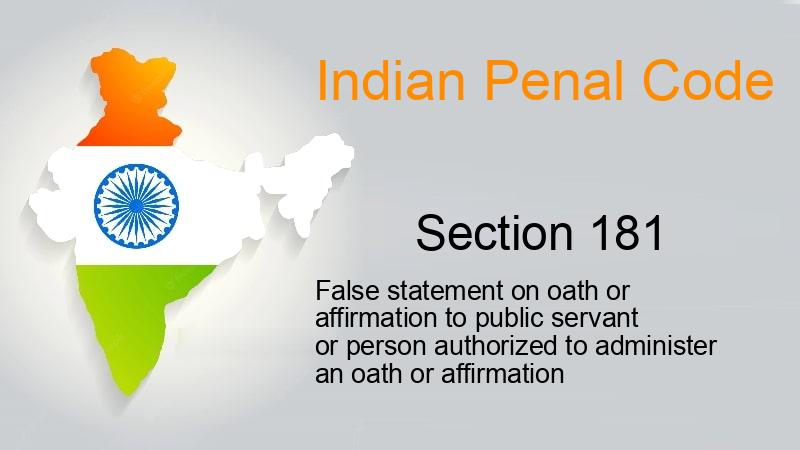 Indian Penal Code
Section 181
False statement on oath or
affirmation to public servant
or person authorized to administer
an oath or affirmation